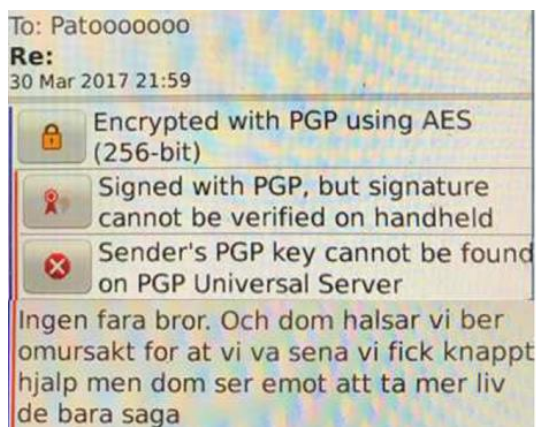 To: Patooooooo
Re:
30 Mar 2017 21:59
Encrypted with PGP using AES
(256-bit)
Signed with PGP, but signature
cannot be verified on handheld
Sender's PGP key cannot be found
on PGP Universal Server
Ingen fara bror. Och dom halsar vi ber
omursakt for at vi va sena vi fick knappt
hjalp men dom ser emot att ta mer liv
de bara saga